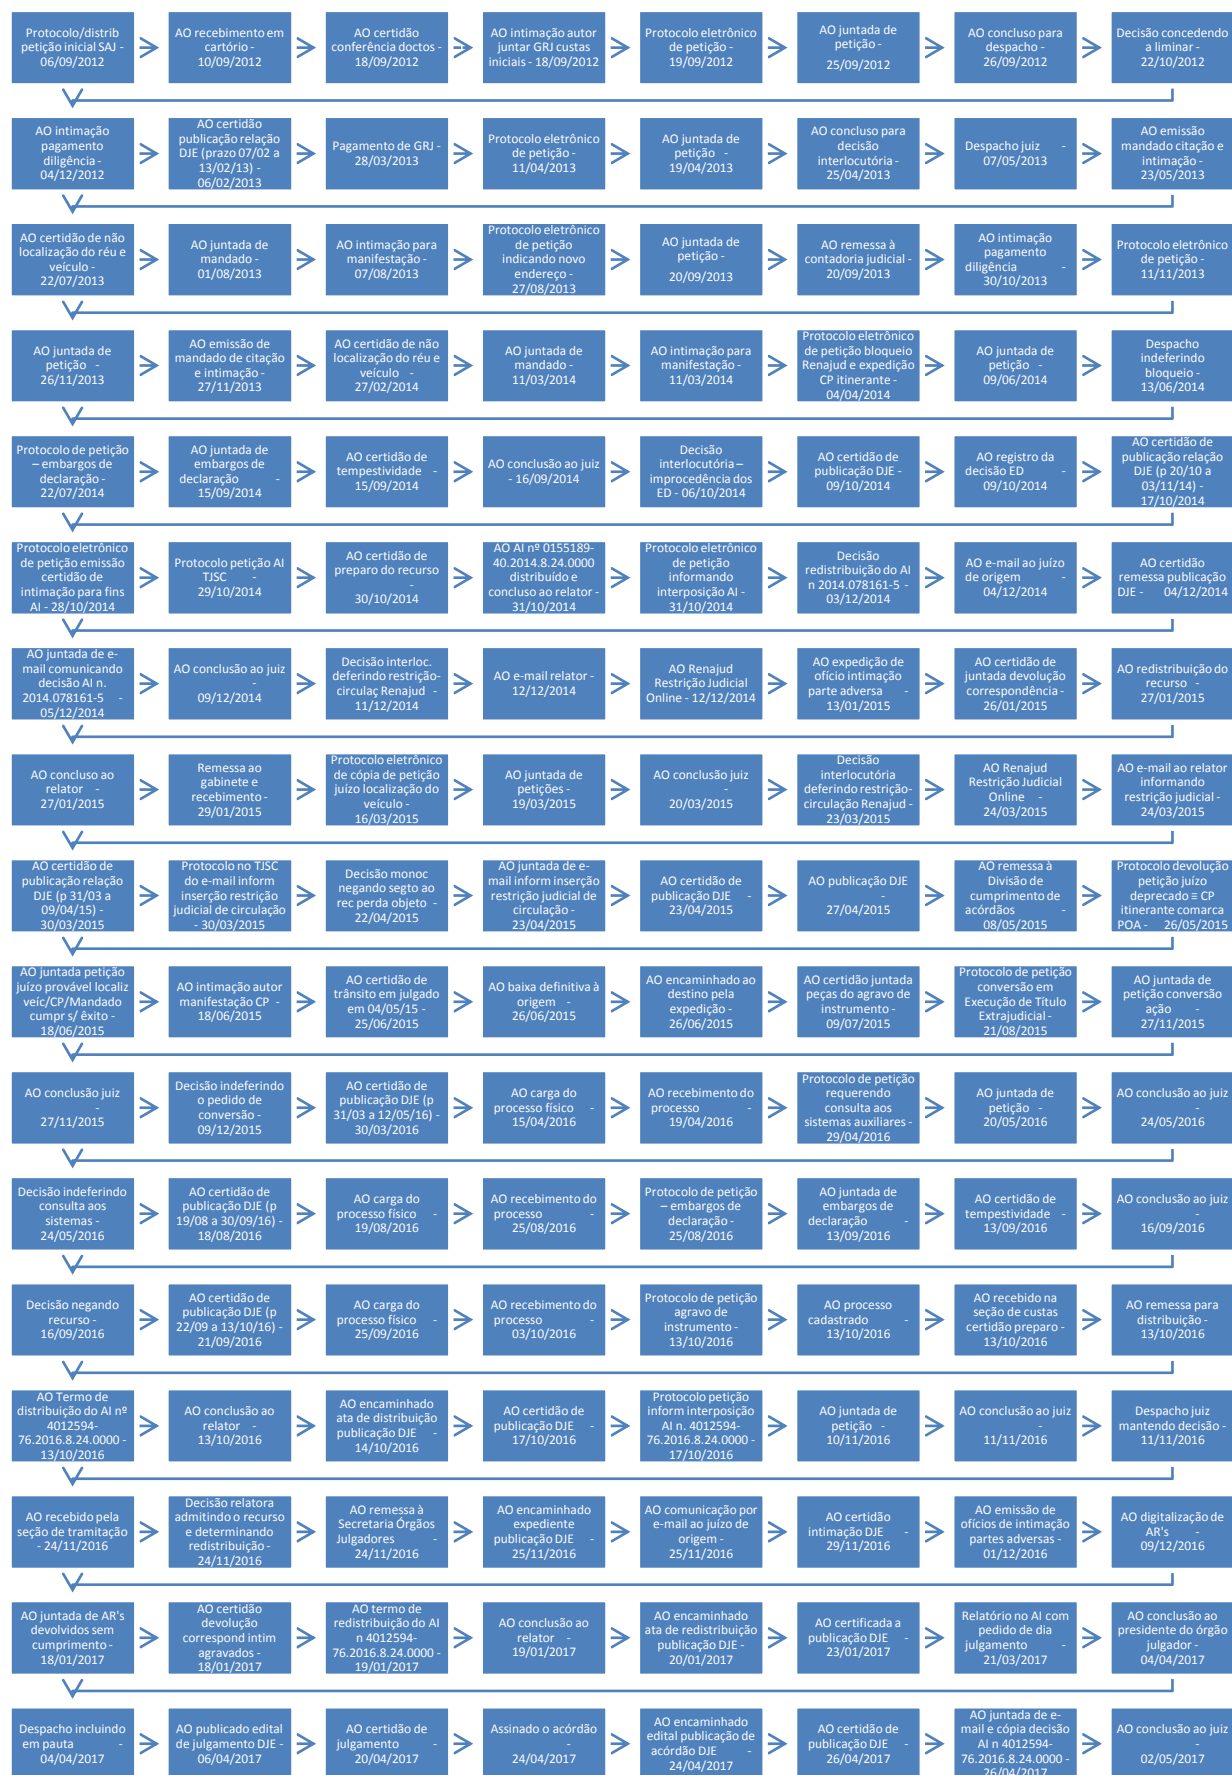 Protocolo/distrib
petição inicial SAJ -
06/09/2012
AO recebimento em
cartório -
10/09/2012
AO certidão
conferência doctos -
18/09/2012
AO intimação autor
juntar GRJ custas
iniciais - 18/09/2012
Protocolo eletrônico
de petição -
19/09/2012
AO juntada de
petição -
25/09/2012
AO concluso para
despacho -
26/09/2012
Decisão concedendo
a liminar -
22/10/2012
AO intimação
pagamento
diligência -
04/12/2012
AO certidão
publicação relação
DJE (prazo 07/02 a
13/02/13) -
06/02/2013
Pagamento de GRJ -
28/03/2013
Protocolo eletrônico
de petição -
11/04/2013
AO juntada de
petição -
19/04/2013
AO concluso para
decisão
interlocutória -
25/04/2013
Despacho juiz -
07/05/2013
AO emissão
mandado citação e
intimação -
23/05/2013
AO certidão de não
localização do réu e
veículo -
22/07/2013
AO juntada de
mandado -
01/08/2013
AO intimação para
manifestação -
07/08/2013
Protocolo eletrônico
de petição
indicando novo
endereço -
27/08/2013
AO juntada de
petição -
20/09/2013
AO remessa à
contadoria judicial -
20/09/2013
AO intimação
pagamento
diligência -
30/10/2013
Protocolo eletrônico
de petição -
11/11/2013
AO juntada de
petição -
26/11/2013
AO emissão de
mandado de citação
e intimação -
27/11/2013
AO certidão de não
localização do réu e
veículo -
27/02/2014
AO juntada de
mandado -
11/03/2014
AO intimação para
manifestação -
11/03/2014
Protocolo eletrônico
de petição bloqueio
Renajud e expedição
CP itinerante -
04/04/2014
AO juntada de
petição -
09/06/2014
Despacho
indeferindo
bloqueio -
13/06/2014
Protocolo de petição
– embargos de
declaração -
22/07/2014
AO juntada de
embargos de
declaração -
15/09/2014
AO certidão de
tempestividade -
15/09/2014
AO conclusão ao juiz
- 16/09/2014
Decisão
interlocutória –
improcedência dos
ED - 06/10/2014
AO certidão de
publicação DJE -
09/10/2014
AO registro da
decisão ED -
09/10/2014
AO certidão de
publicação relação
DJE (p 20/10 a
03/11/14) -
17/10/2014
Protocolo eletrônico
de petição emissão
certidão de
intimação para fins
AI - 28/10/2014
Protocolo petição AI
TJSC -
29/10/2014
AO certidão de
preparo do recurso
-
30/10/2014
AO AI nº 0155189-
40.2014.8.24.0000
distribuído e
concluso ao relator -
31/10/2014
Protocolo eletrônico
de petição
informando
interposição AI -
31/10/2014
Decisão
redistribuição do AI
n 2014.078161-5 -
03/12/2014
AO e-mail ao juízo
de origem -
04/12/2014
AO certidão
remessa publicação
DJE - 04/12/2014
AO juntada de e-
mail comunicando
decisão AI n.
2014.078161-5 -
05/12/2014
AO conclusão ao juiz
-
09/12/2014
Decisão interloc.
deferindo restrição-
circulaç Renajud -
11/12/2014
AO e-mail relator -
12/12/2014
AO Renajud
Restrição Judicial
Online - 12/12/2014
AO expedição de
ofício intimação
parte adversa -
13/01/2015
AO certidão de
juntada devolução
correspondência -
26/01/2015
AO redistribuição do
recurso -
27/01/2015
AO concluso ao
relator -
27/01/2015
Remessa ao
gabinete e
recebimento -
29/01/2015
Protocolo eletrônico
de cópia de petição
juízo localização do
veículo -
16/03/2015
AO juntada de
petições -
19/03/2015
AO conclusão juiz
-
20/03/2015
Decisão
interlocutória
deferindo restrição-
circulação Renajud -
23/03/2015
AO Renajud
Restrição Judicial
Online -
24/03/2015
AO e-mail ao relator
informando
restrição judicial -
24/03/2015
AO certidão de
publicação relação
DJE (p 31/03 a
09/04/15) -
30/03/2015
Protocolo no TJSC
do e-mail inform
inserção restrição
judicial de circulação
- 30/03/2015
Decisão monoc
negando segto ao
rec perda objeto -
22/04/2015
AO juntada de e-
mail inform inserção
restrição judicial de
circulação -
23/04/2015
AO certidão de
publicação DJE -
23/04/2015
AO publicação DJE
-
27/04/2015
AO remessa à
Divisão de
cumprimento de
acórdãos -
08/05/2015
Protocolo devolução
petição juízo
deprecado = CP
itinerante comarca
POA - 26/05/2015
AO juntada petição
juízo provável localiz
veíc/CP/Mandado
cumpr s/ êxito -
18/06/2015
AO intimação autor
manifestação CP -
18/06/2015
AO certidão de
trânsito em julgado
em 04/05/15 -
25/06/2015
AO baixa definitiva à
origem -
26/06/2015
AO encaminhado ao
destino pela
expedição -
26/06/2015
AO certidão juntada
peças do agravo de
instrumento -
09/07/2015
Protocolo de petição
conversão em
Execução de Título
Extrajudicial -
21/08/2015
AO juntada de
petição conversão
ação -
27/11/2015
AO conclusão juiz
-
27/11/2015
Decisão indeferindo
o pedido de
conversão -
09/12/2015
AO certidão de
publicação DJE (p
31/03 a 12/05/16) -
30/03/2016
AO carga do
processo físico -
15/04/2016
AO recebimento do
processo -
19/04/2016
Protocolo de petição
requerendo
consulta aos
sistemas auxiliares -
29/04/2016
AO juntada de
petição -
20/05/2016
AO conclusão ao juiz
-
24/05/2016
Decisão indeferindo
consulta aos
sistemas -
24/05/2016
AO certidão de
publicação DJE (p
19/08 a 30/09/16) -
18/08/2016
AO carga do
processo físico -
19/08/2016
AO recebimento do
processo -
25/08/2016
Protocolo de petição
– embargos de
declaração -
25/08/2016
AO juntada de
embargos de
declaração -
13/09/2016
AO certidão de
tempestividade -
13/09/2016
AO conclusão ao juiz
-
16/09/2016
Decisão negando
recurso -
16/09/2016
AO certidão de
publicação DJE (p
22/09 a 13/10/16) -
21/09/2016
AO carga do
processo físico -
25/09/2016
AO recebimento do
processo -
03/10/2016
Protocolo de petição
agravo de
instrumento -
13/10/2016
AO processo
cadastrado -
13/10/2016
AO recebido na
seção de custas
certidão preparo -
13/10/2016
AO remessa para
distribuição -
13/10/2016
AO Termo de
distribuição do AI nº
4012594-
76.2016.8.24.0000 -
13/10/2016
AO conclusão ao
relator -
13/10/2016
AO encaminhado
ata de distribuição
publicação DJE -
14/10/2016
AO certidão de
publicação DJE -
17/10/2016
Protocolo petição
inform interposição
AI n. 4012594-
76.2016.8.24.0000 -
17/10/2016
AO juntada de
petição -
10/11/2016
AO conclusão ao juiz
-
11/11/2016
Despacho juiz
mantendo decisão -
11/11/2016
AO recebido pela
seção de tramitação
- 24/11/2016
Decisão relatora
admitindo o recurso
e determinando
redistribuição -
24/11/2016
AO remessa à
Secretaria Órgãos
Julgadores -
24/11/2016
AO encaminhado
expediente
publicação DJE -
25/11/2016
AO comunicação por
e-mail ao juízo de
origem -
25/11/2016
AO certidão
intimação DJE -
29/11/2016
AO emissão de
ofícios de intimação
partes adversas -
01/12/2016
AO digitalização de
AR's -
09/12/2016
AO juntada de AR's
devolvidos sem
cumprimento -
18/01/2017
AO certidão
devolução
correspond intim
agravados -
18/01/2017
AO termo de
redistribuição do AI
n 4012594-
76.2016.8.24.0000 -
19/01/2017
AO conclusão ao
relator -
19/01/2017
AO encaminhado
ata de redistribuição
publicação DJE -
20/01/2017
AO certificada a
publicação DJE -
23/01/2017
Relatório no AI com
pedido de dia
julgamento -
21/03/2017
AO conclusão ao
presidente do órgão
julgador -
04/04/2017
Despacho incluindo
em pauta -
04/04/2017
AO publicado edital
de julgamento DJE -
06/04/2017
AO certidão de
julgamento -
20/04/2017
Assinado o acórdão
-
24/04/2017
AO encaminhado
edital publicação de
acórdão DJE -
24/04/2017
AO certidão de
publicação DJE -
26/04/2017
AO juntada de e-
mail e cópia decisão
AI n 4012594-
76.2016.8.24.0000 -
26/04/2017
AO conclusão ao juiz
-
02/05/2017